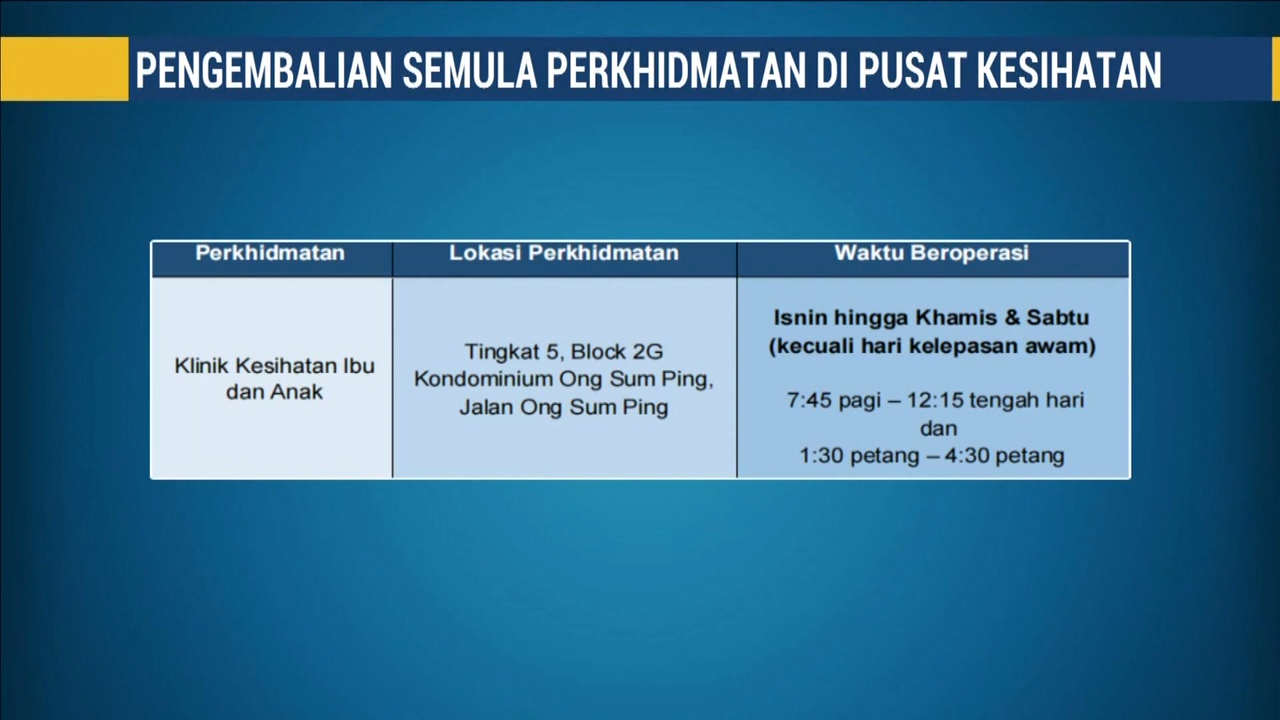 PENGEMBALIAN SEMULA PERKHIDMATAN DI PUSAT KESIHATAN
Perkhidmatan
Lokasi Perkhidmatan
Waktu Beroperasi
Klinik Kesihatan Ibu
dan Anak
Tingkat 5, Block 2G
Kondominium Ong Sum Ping,
Jalan Ong Sum Ping
Isnin hingga Khamis & Sabtu
(kecuali hari kelepasan awam)
7:45 pagi – 12:15 tengah hari
dan
1:30 petang – 4:30 petang